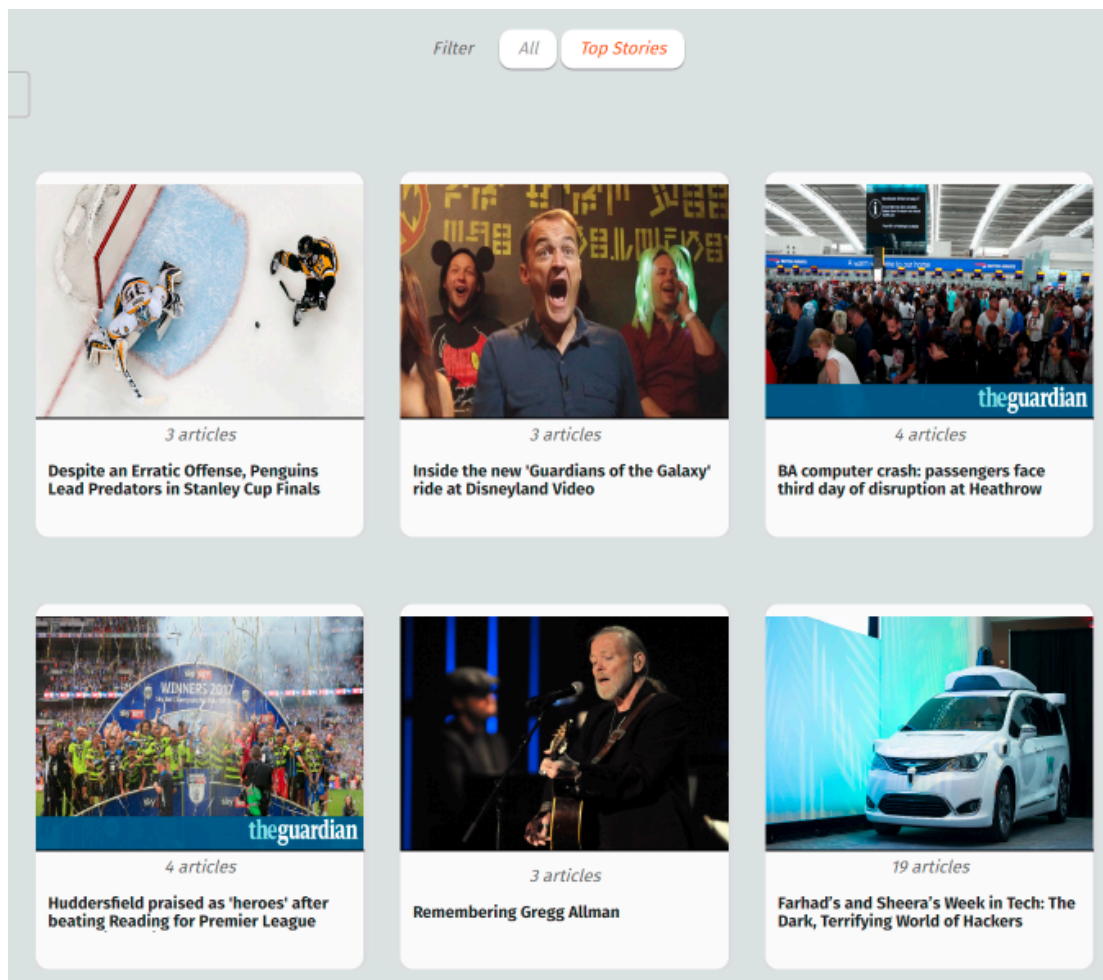 Filter All Top Stories
3 articles
Despite an Erratic Offense, Penguins
Lead Predators in Stanley Cup Finals
3 articles
Inside the new 'Guardians of the Galaxy'
ride at Disneyland Video
theguardian
4 articles
BA computer crash: passengers face
third day of disruption at Heathrow
WINNERS 2017
theguardian
4 articles
Huddersfield praised as 'heroes' after
beating Reading for Premier League
3 articles
Remembering Gregg Allman
19 articles
Farhad's and Sheera's Week in Tech: The
Dark, Terrifying World of Hackers